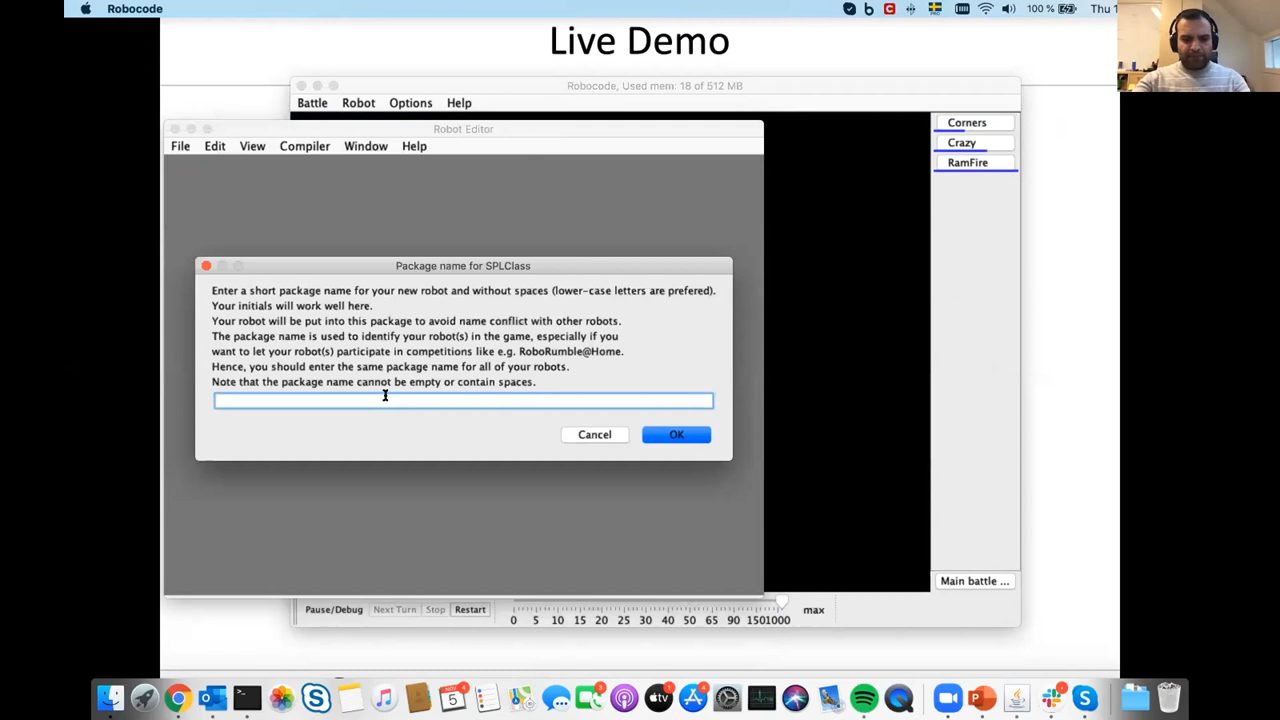 Robocode
100 %
Thu 1
Live Demo
Robocode, Used mem: 18 of 512 MB
Battle Robot Options Help
Corners
Crazy
RamFire
Robot Editor
File Edit View Compiler Window Help
Package name for SPLClass
Enter a short package name for your new robot and without spaces (lower-case letters are prefered).
Your initials will work well here.
Your robot will be put into this package to avoid name conflict with other robots.
The package name is used to identify your robot(s) in the game, especially if you
want to let your robot(s) participate in competitions like e.g. RoboRumble@Home.
Hence, you should enter the same package name for all of your robots.
Note that the package name cannot be empty or contain spaces.
Cancel OK
Main battle ...
Pause/Debug Next Turn Stop Restart
max
0 5 10 15 20 30 40 50 65 90 1501000